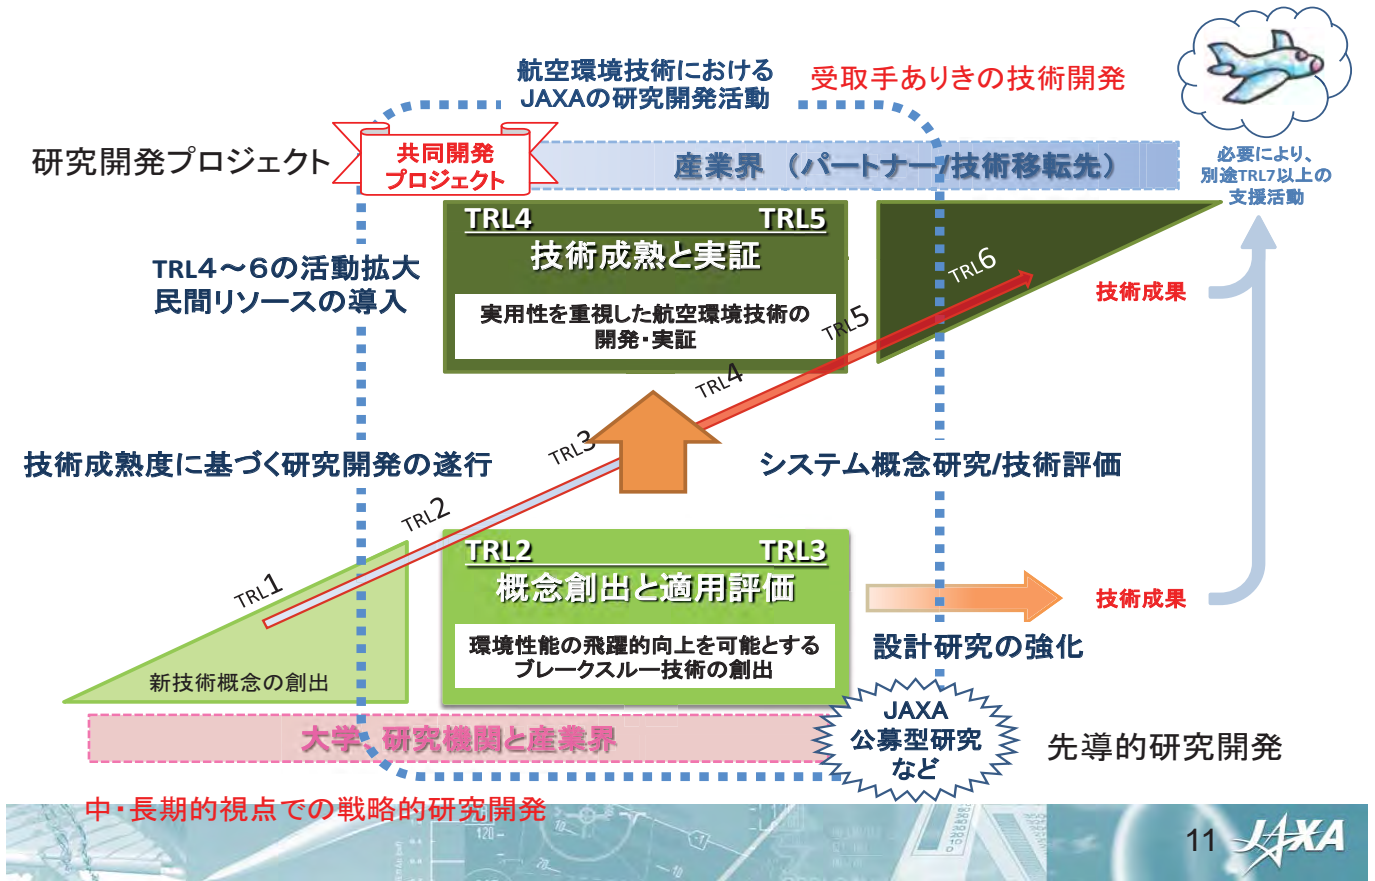 航空環境技術における
JAXAの研究開発活動
受取手ありきの技術開発
研究開発プロジェクト
共同開発
プロジェクト
産業界 （パートナー/技術移転先）
必要により、
別途TRL7以上の
支援活動
TRL4 TRL5
技術成熟と実証
実用性を重視した航空環境技術の
開発・実証
TRL4～6の活動拡大
民間リソースの導入
TRL6
技術成果
TRL5
TRL4
TRL3
技術成熟度に基づく研究開発の遂行
システム概念研究/技術評価
TRL2
TRL1
TRL2 TRL3
概念創出と適用評価
環境性能の飛躍的向上を可能とする
ブレークスルー技術の創出
技術成果
設計研究の強化
新技術概念の創出
大学、研究機関と産業界
JAXA
公募型研究
など
先導的研究開発
中・長期的視点での戦略的研究開発
120
10
20
11
JAXA